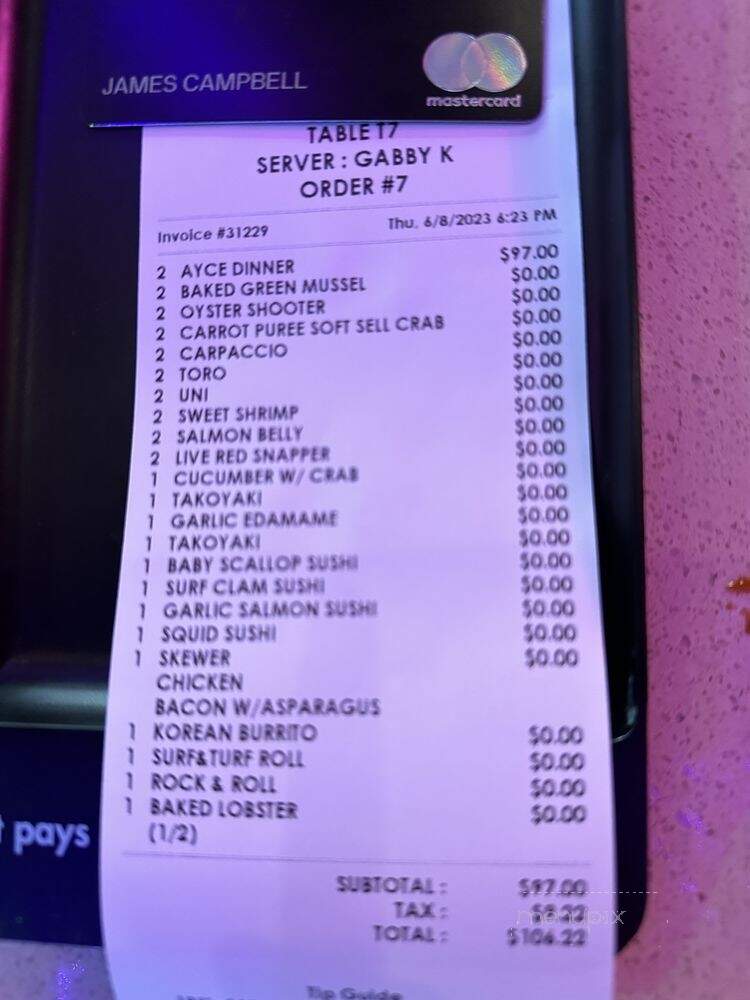 JAMES CAMPBELL
mastercard
TABLE T7
SERVER : GABBY K
ORDER #7
Invoice #31229 Thu, 6/8/2023 6:23 PM
2 AYCE DINNER $97.00
2 BAKED GREEN MUSSEL $0.00
2 OYSTER SHOOTER $0.00
2 CARROT PUREE SOFT SELL CRAB $0.00
2 CARPACCIO $0.00
2 TORO $0.00
2 UNI $0.00
2 SWEET SHRIMP $0.00
2 SALMON BELLY $0.00
2 LIVE RED SNAPPER $0.00
1 CUCUMBER W/ CRAB $0.00
1 TAKOYAKI $0.00
1 GARLIC EDAMAME $0.00
1 TAKOYAKI $0.00
1 BABY SCALLOP SUSHI $0.00
1 SURF CLAM SUSHI $0.00
1 GARLIC SALMON SUSHI $0.00
1 SQUID SUSHI $0.00
1 SKEWER $0.00
CHICKEN
BACON W/ASPARAGUS
1 KOREAN BURRITO $0.00
1 SURF&TURF ROLL $0.00
1 ROCK & ROLL $0.00
1 BAKED LOBSTER $0.00
(1/2)
pays
SUBTOTAL : $97.00
TAX :
menupix
TOTAL : $106.22
Tip Guide